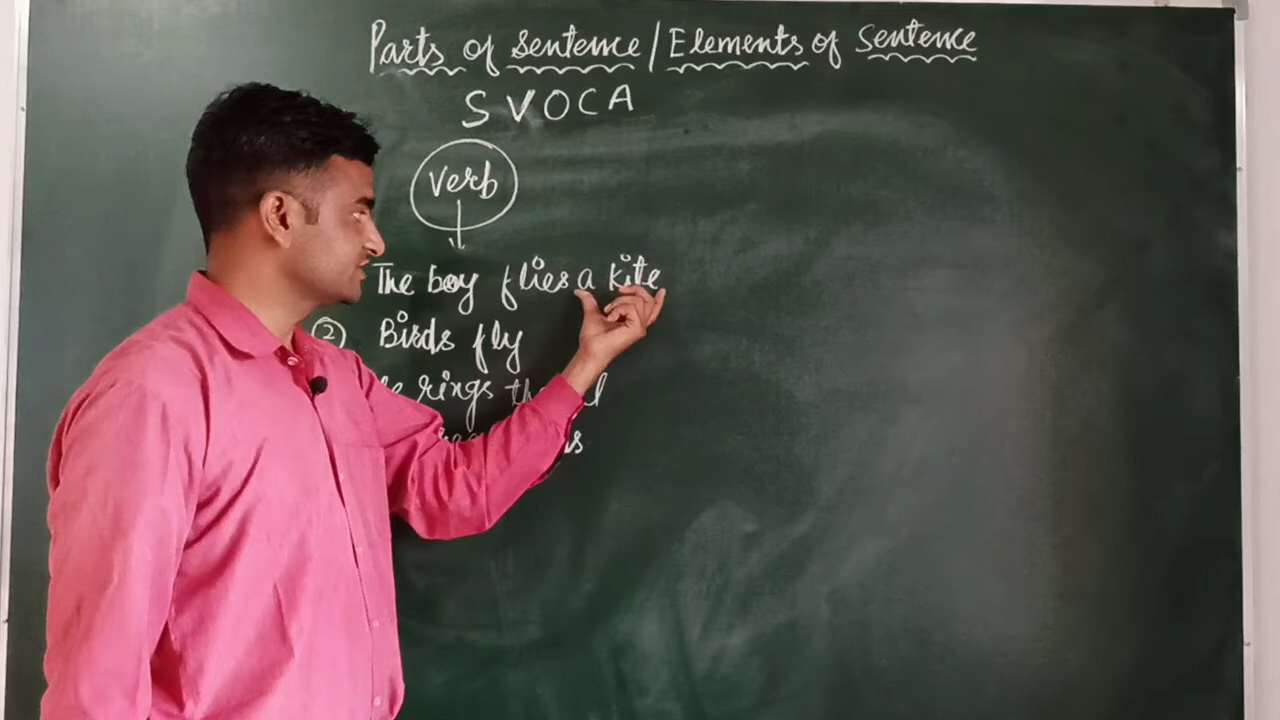 Parts of Sentence / Elements of Sentence
S V O C A
Verb
The boy flies a kite
② Birds fly
rings